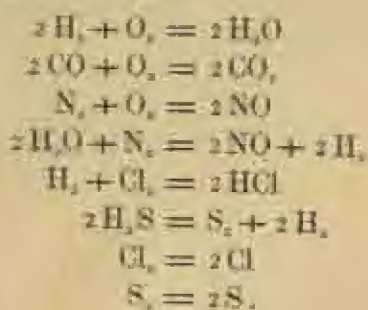 2 H₂ + O₂ = 2 H₂O
2 CO + O₂ = 2 CO₂
N₂ + O₂ = 2 NO
2 H₂O + N₂ = 2 NO + 2 H₂
H₂ + Cl₂ = 2 HCl
2 H₂S = S₂ + 2 H₂
Cl₂ = 2 Cl
S₂ = 2 S.